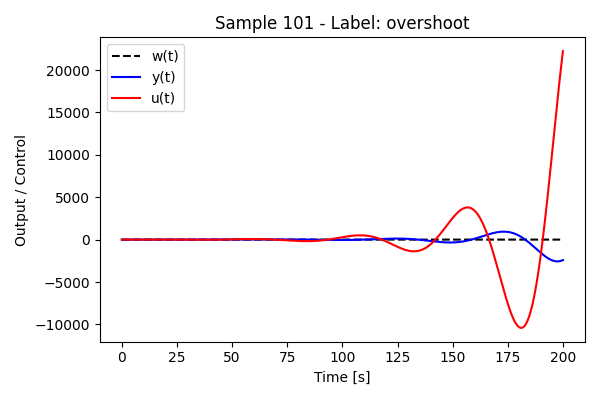 Sample 101 - Label: overshoot
w(t)
y(t)
u(t)
Output / Control
20000
15000
10000
5000
0
−5000
−10000
0 25 50 75 100 125 150 175 200
Time [s]